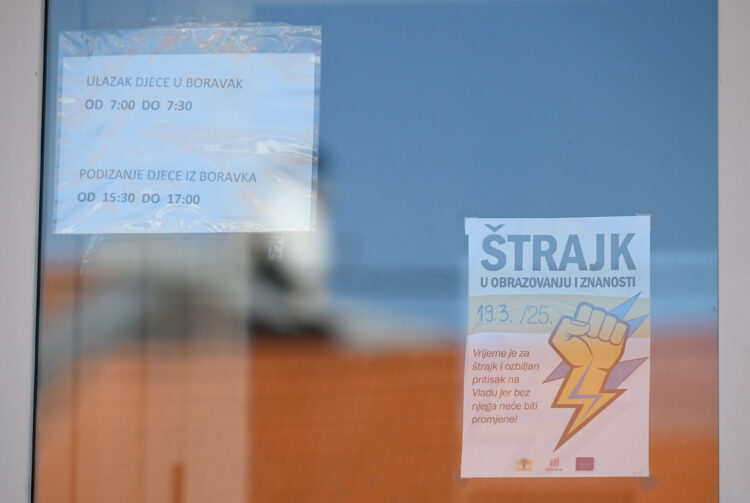 ULAZAK DJECE U BORAVAK
OD 7:00 DO 7:30
PODIZANJE DJECE IZ BORAVKA
OD 15:30 DO 17:00
ŠTRAJK
U OBRAZOVANJU I ZNANOSTI
19.3. /25.
Vrijeme je za
štrajk i ozbiljan
pritisak na
Vladu jer bez
njega neće biti
promjene!